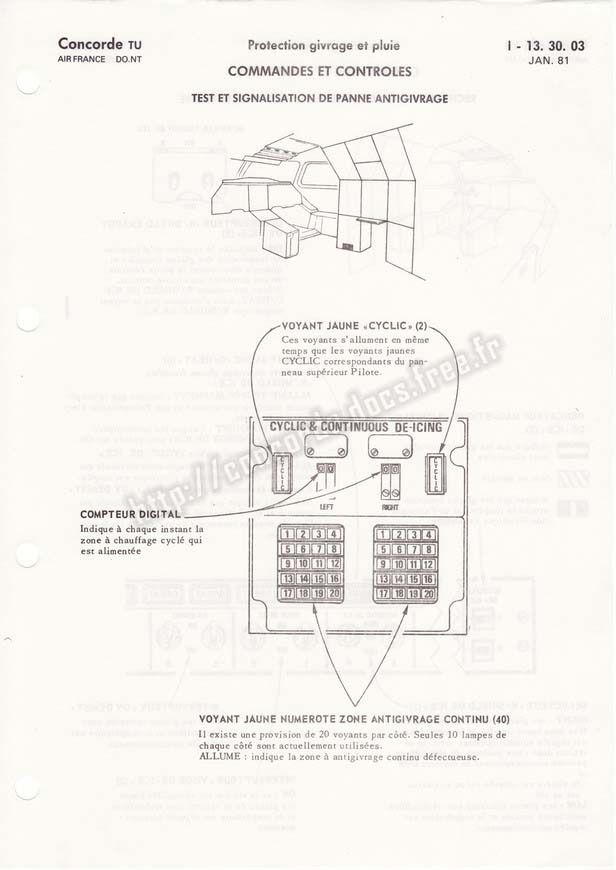 Concorde TU
AIR FRANCE DO.NT
Protection givrage et pluie
I - 13. 30. 03
JAN. 81
COMMANDES ET CONTROLES
TEST ET SIGNALISATION DE PANNE ANTIGIVRAGE
VOYANT JAUNE «CYCLIC» (2)
Ces voyants s'allument en même
temps que les voyants jaunes
CYCLIC correspondants du pan-
neau supérieur Pilote.
CYCLIC & CONTINUOUS DE-ICING
CYCLIC
CYCLIC
LEFT
RIGHT
COMPTEUR DIGITAL
Indique à chaque instant la
zone à chauffage cyclé qui
est alimentée
1 2 3 4 1 2 3 4
5 6 7 8 5 6 7 8
9 10 11 12 9 10 11 12
13 14 15 16 13 14 15 16
17 18 19 20 17 18 19 20
VOYANT JAUNE NUMEROTE ZONE ANTIGIVRAGE CONTINU (40)
Il existe une provision de 20 voyants par côté. Seules 10 lampes de
chaque côté sont actuellement utilisées.
ALLUME : indique la zone à antigivrage continu défectueuse.
http://concordedocs.free.fr